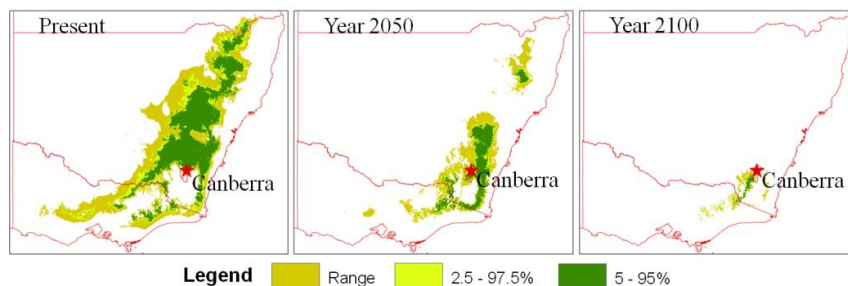 Present
Year 2050
Year 2100
Canberra
Canberra
Canberra
Legend
Range
2.5 - 97.5%
5 - 95%